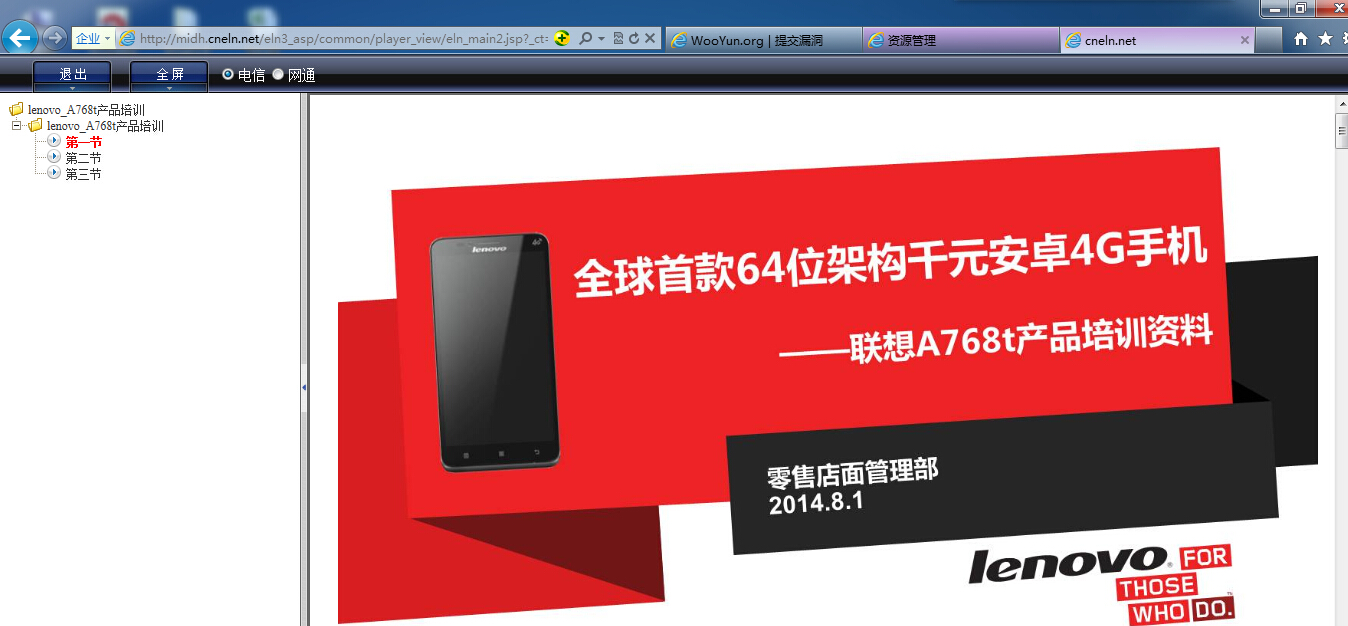 企业
http://midh.cneln.net/eln3_asp/common/player_view/eln_main2.jsp?_ct=
WooYun.org | 提交漏洞
资源管理
cneln.net
退出
全屏
电信
网通
lenovo_A768t产品培训
lenovo_A768t产品培训
第一节
第二节
第三节
lenovo
4G
全球首款64位架构千元安卓4G手机
——联想A768t产品培训资料
零售店面管理部
2014.8.1
lenovo FOR
THOSE
WHO DO.